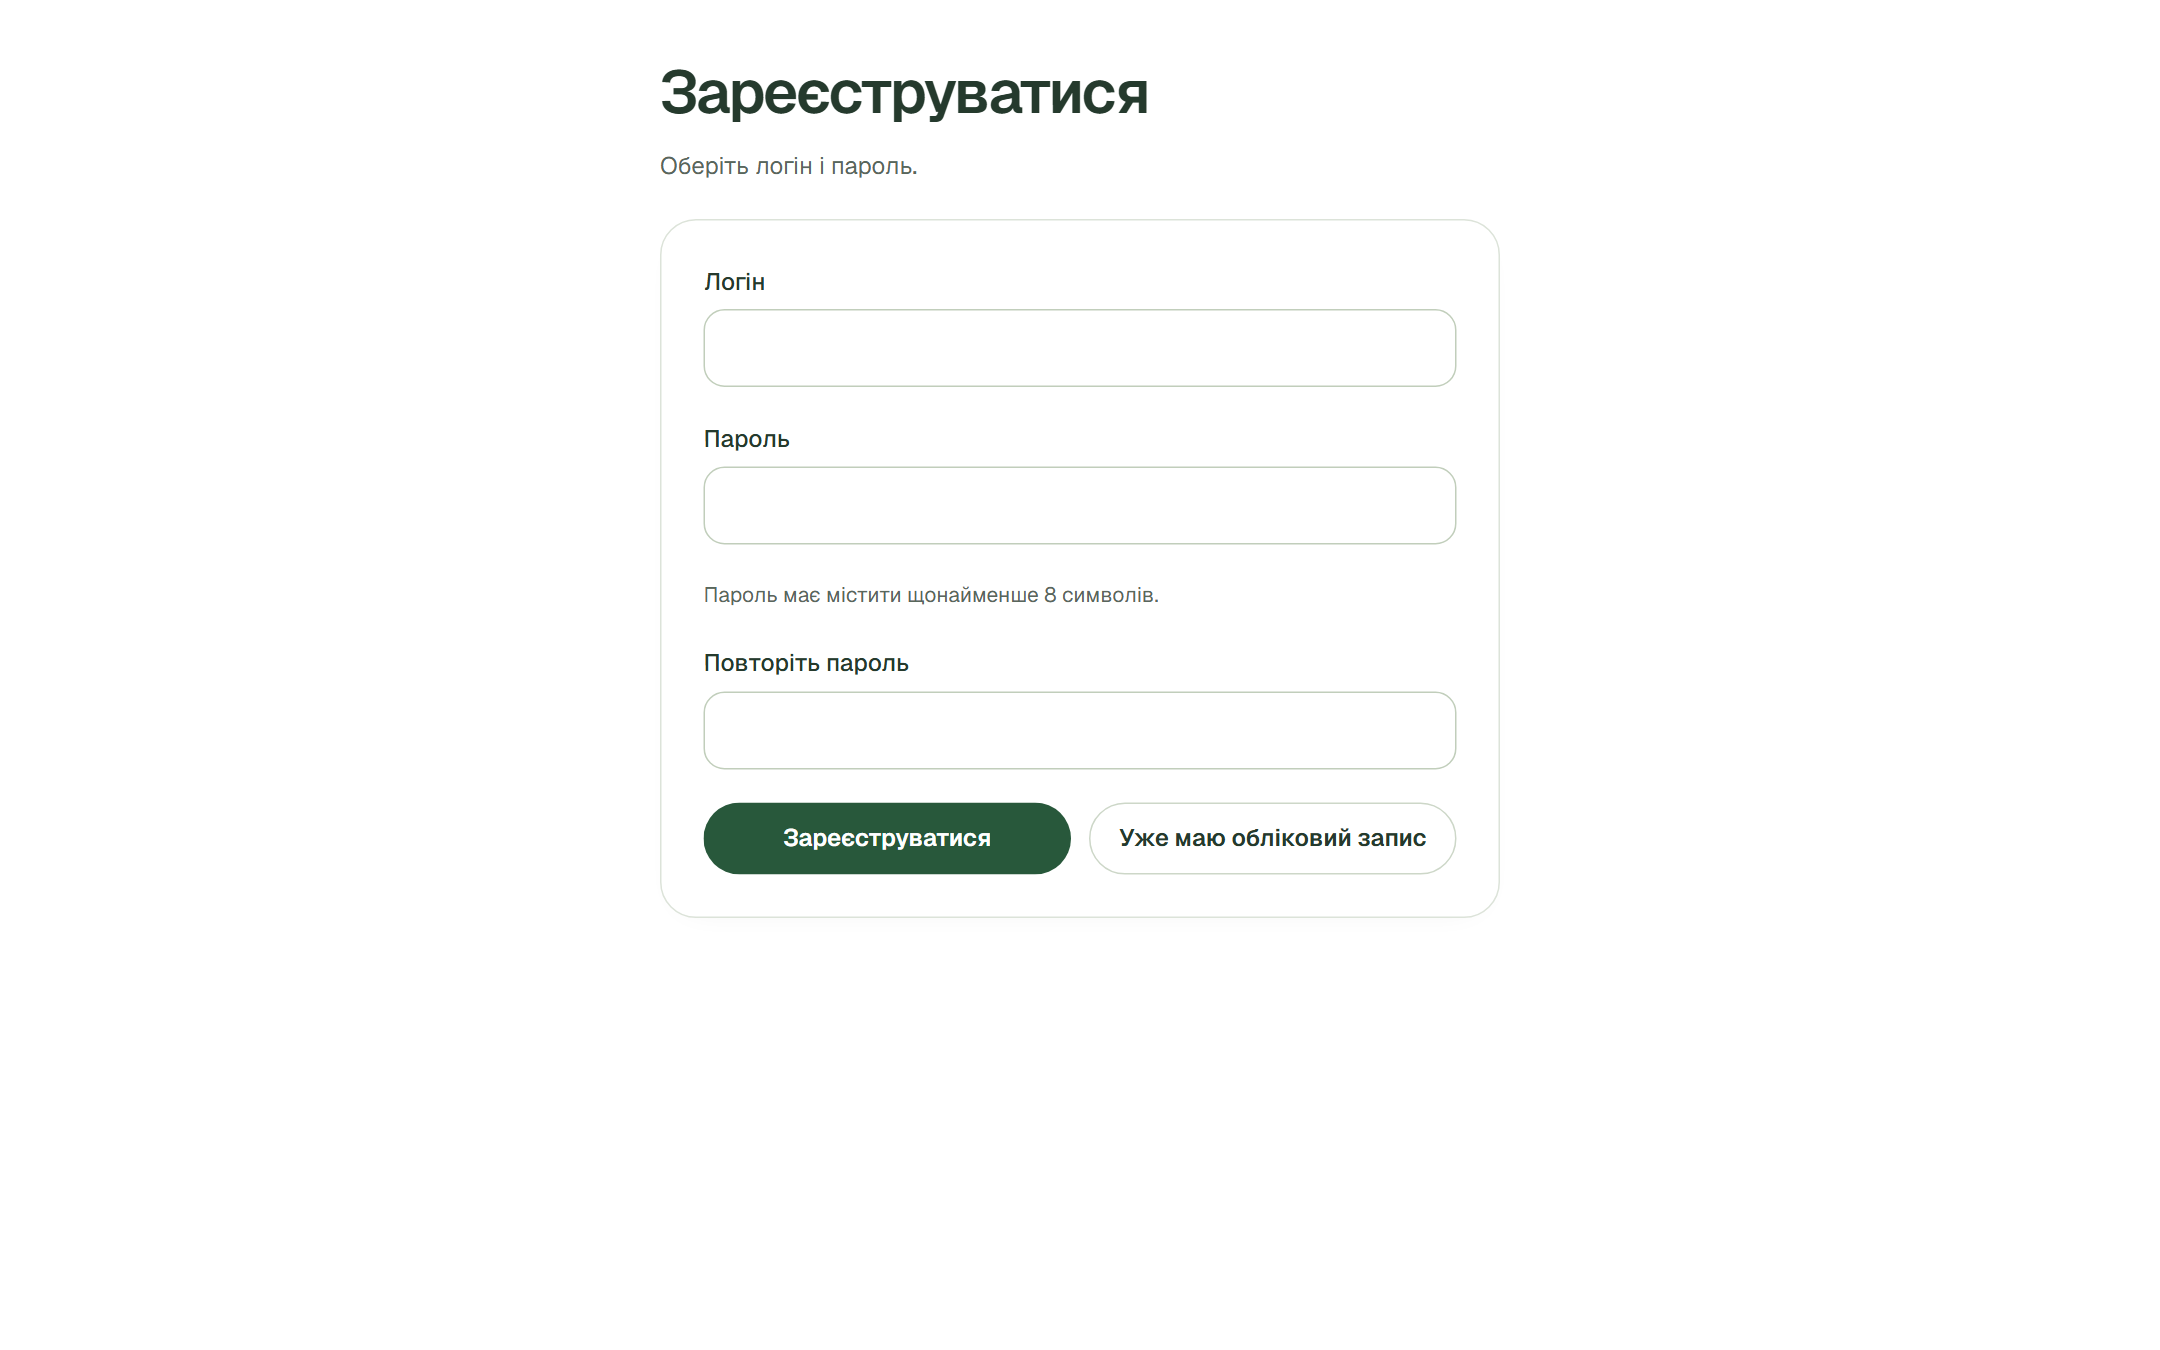 Зареєструватися
Оберіть логін і пароль.
Логін
Пароль
Пароль має містити щонайменше 8 символів.
Повторіть пароль
Зареєструватися
Уже маю обліковий запис